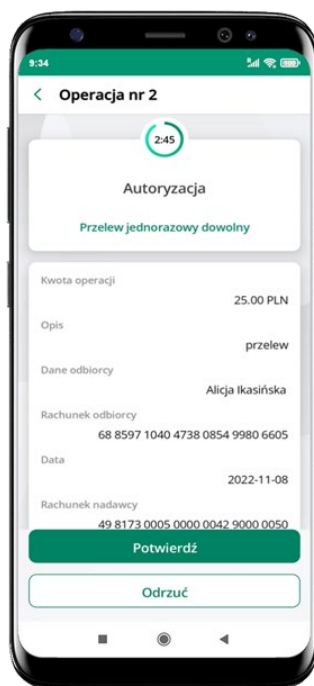 9:34
Operacja nr 2
2:45
Autoryzacja
Przelew jednorazowy dowolny
Kwota operacji
25.00 PLN
Opis
przelew
Dane odbiorcy
Alicja Ikasińska
Rachunek odbiorcy
68 8597 1040 4738 0854 9980 6605
Data
2022-11-08
Rachunek nadawcy
49 8173 0005 0000 0042 9000 0050
Potwierdź
Odrzuć